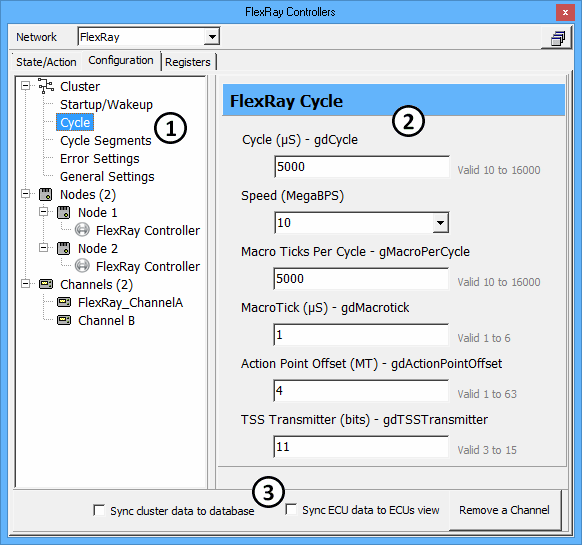 FlexRay Controllers
Network FlexRay
State/Action Configuration Registers
Cluster
Startup/Wakeup
Cycle
Cycle Segments
Error Settings
General Settings
Nodes (2)
Node 1
FlexRay Controller
Node 2
FlexRay Controller
Channels (2)
FlexRay_ChannelA
Channel B
1
FlexRay Cycle
2
Cycle (µS) - gdCycle
5000 Valid 10 to 16000
Speed (MegaBPS)
10
Macro Ticks Per Cycle - gMacroPerCycle
5000 Valid 10 to 16000
MacroTick (µS) - gdMacrotick
1 Valid 1 to 6
Action Point Offset (MT) - gdActionPointOffset
4 Valid 1 to 63
TSS Transmitter (bits) - gdTSSTransmitter
11 Valid 3 to 15
3
Sync cluster data to database Sync ECU data to ECUs view Remove a Channel